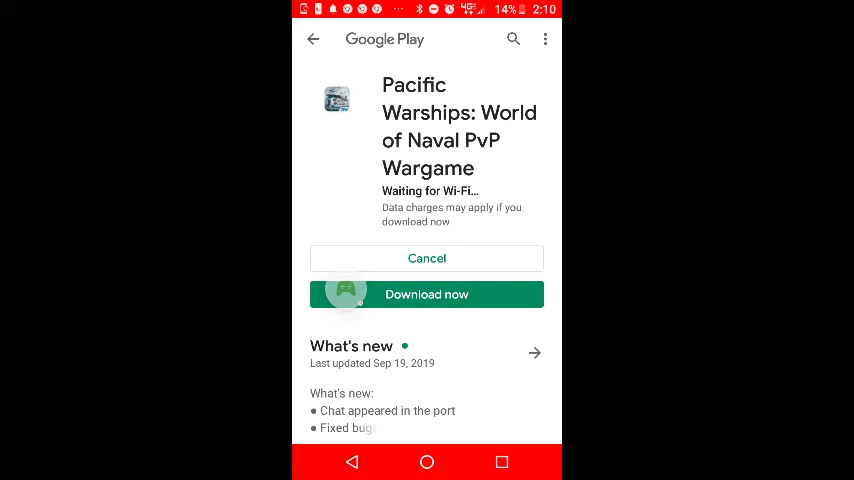 14% 2:10
Google Play
Pacific
Warships: World
of Naval PvP
Wargame
Waiting for Wi-Fi...
Data charges may apply if you
download now
Cancel
Download now
What's new
Last updated Sep 19, 2019
What's new:
● Chat appeared in the port
● Fixed bugs